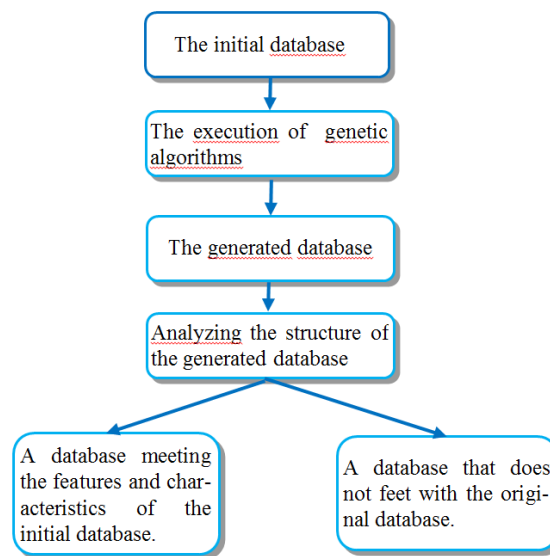 The initial database
The execution of genetic
algorithms
The generated database
Analyzing the structure of
the generated database
A database meeting
the features and char-
acteristics of the
initial database.
A database that does
not feet with the origi-
nal database.